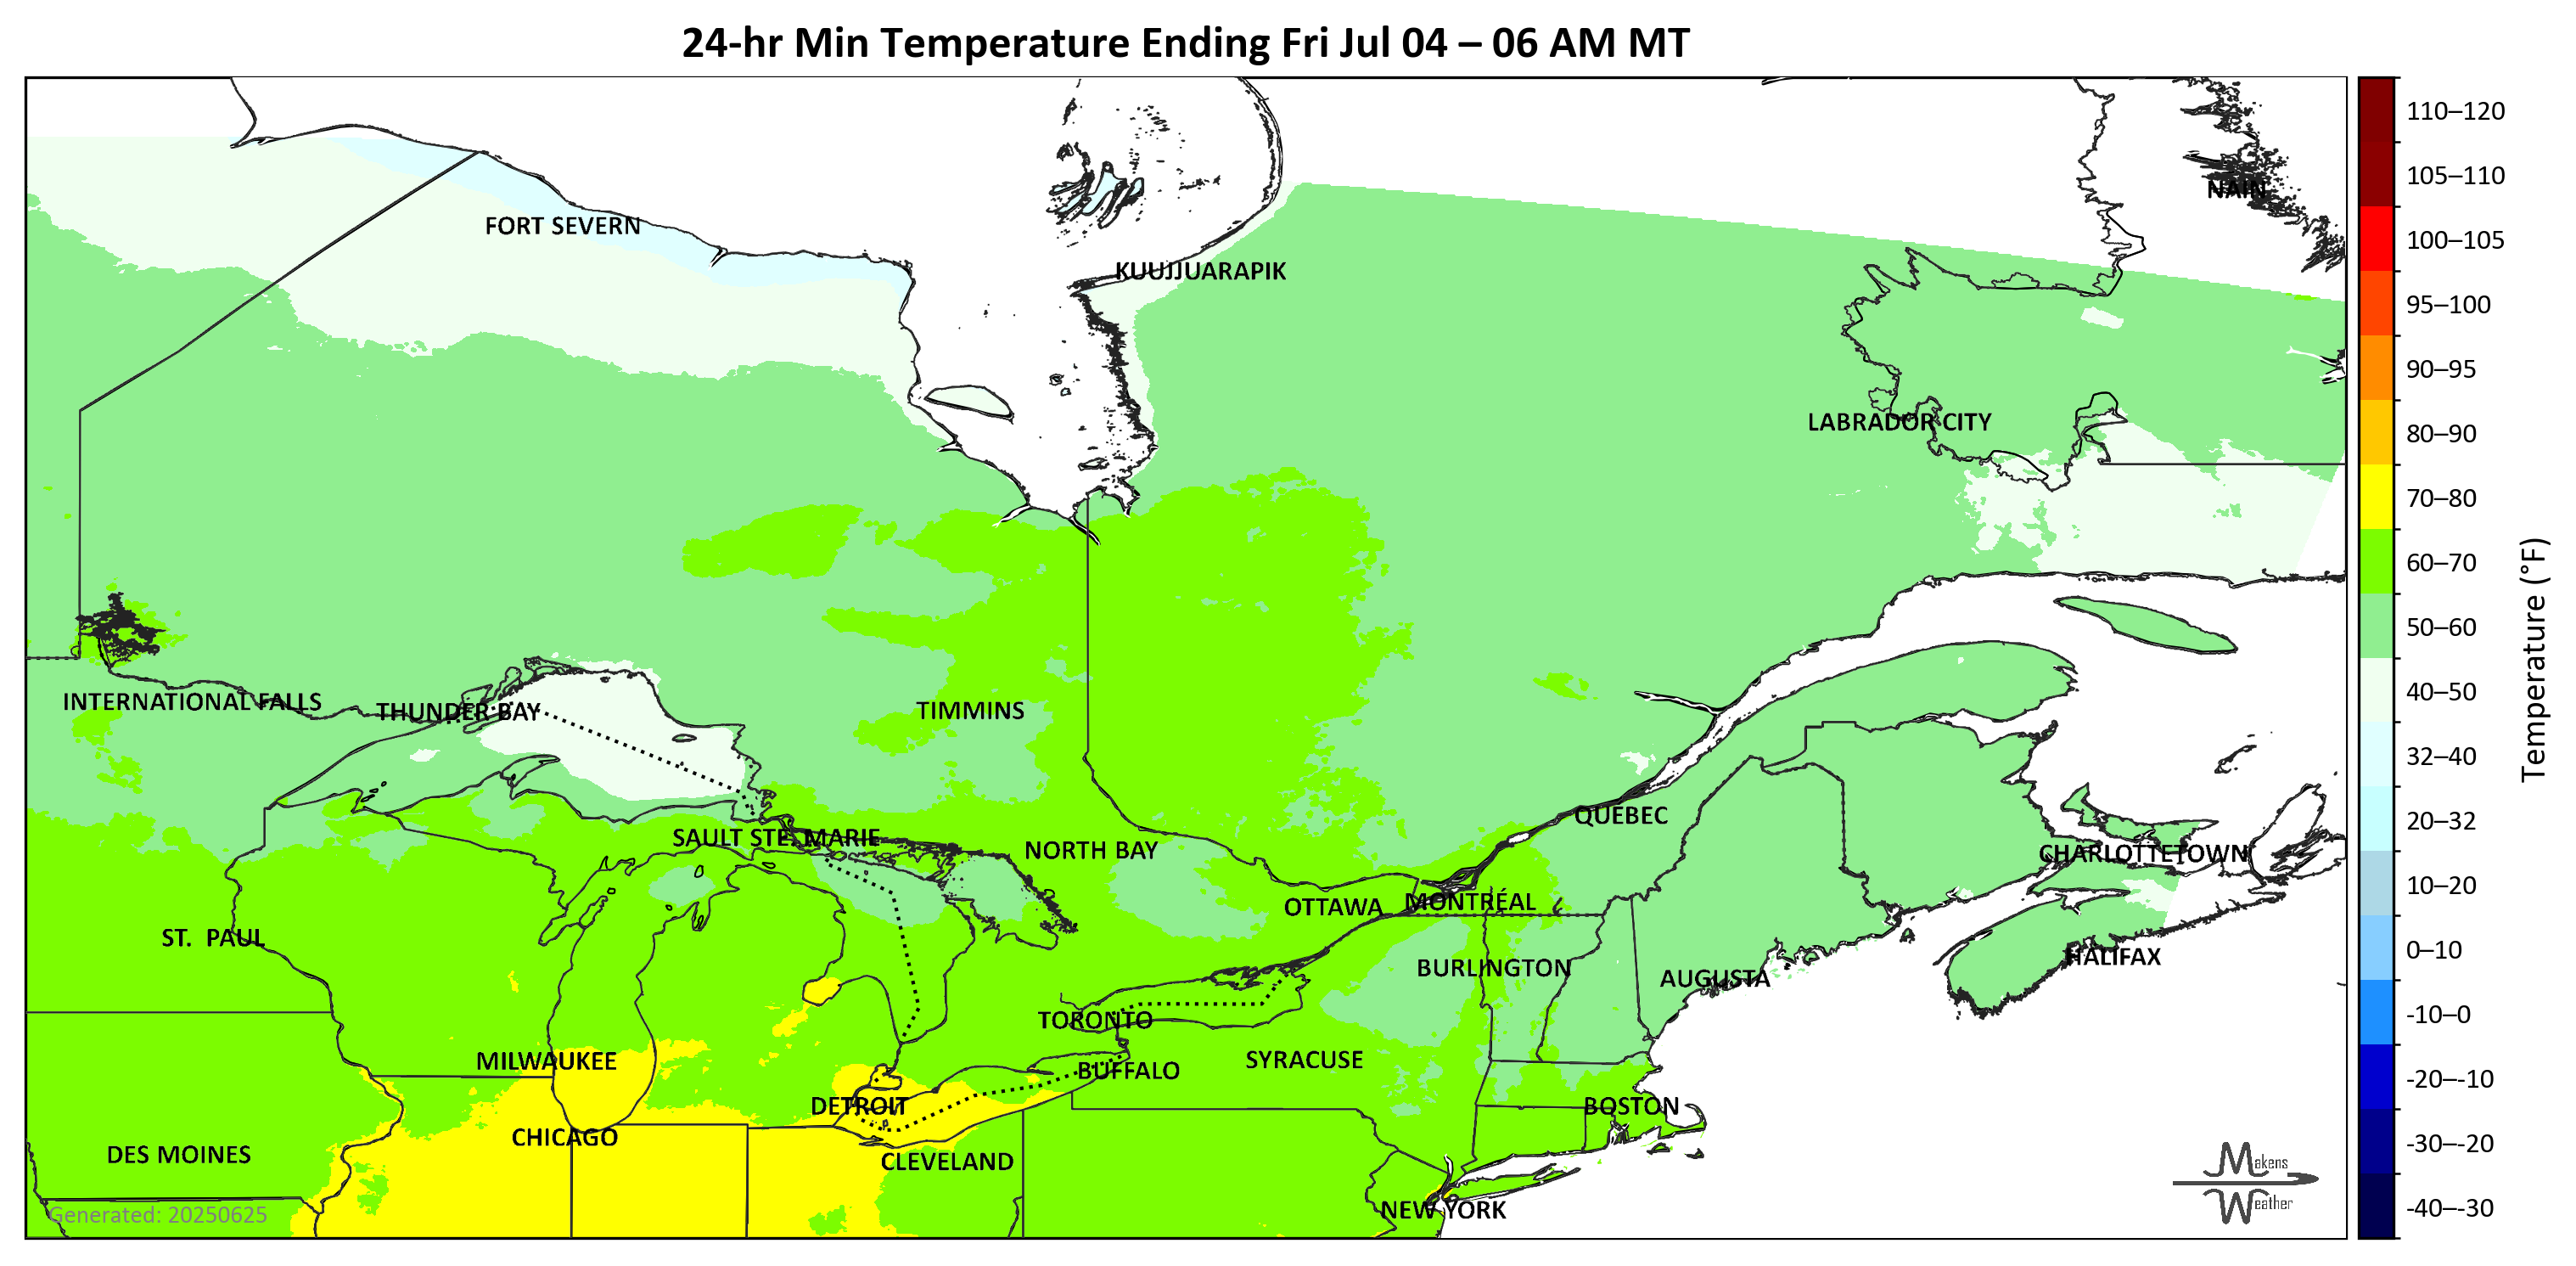 24-hr Min Temperature Ending Fri Jul 04 – 06 AM MT
NAIN
FORT SEVERN
KUUJJUARAPIK
LABRADOR CITY
INTERNATIONAL FALLS
THUNDER BAY
TIMMINS
QUÉBEC
SAULT STE. MARIE
NORTH BAY
CHARLOTTETOWN
OTTAWA
MONTRÉAL
ST. PAUL
BURLINGTON
AUGUSTA
HALIFAX
TORONTO
MILWAUKEE
BUFFALO
SYRACUSE
DETROIT
BOSTON
CHICAGO
DES MOINES
CLEVELAND
NEW YORK
Generated: 20250625
Makens
Weather
110–120
105–110
100–105
95–100
90–95
80–90
70–80
60–70
50–60
40–50
32–40
20–32
10–20
0–10
-10–0
-20–-10
-30–-20
-40–-30
Temperature (°F)